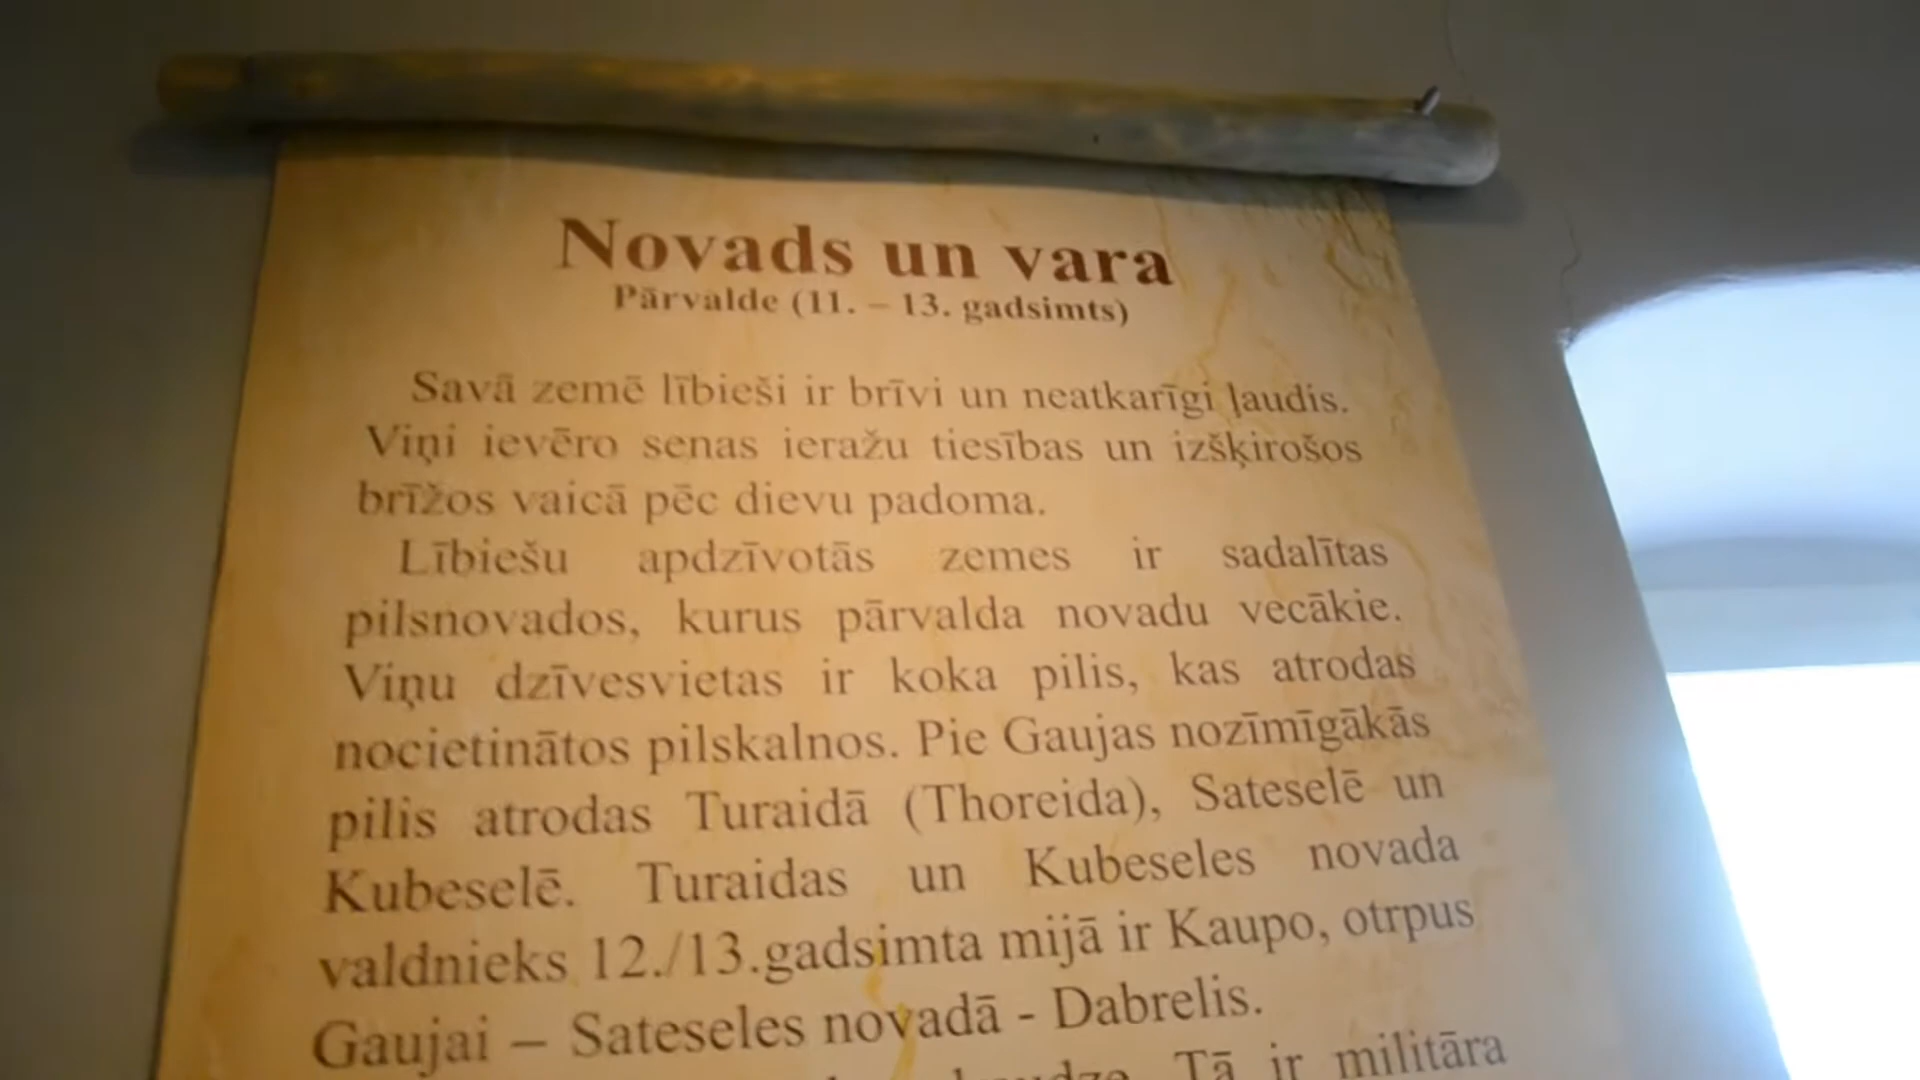 Novads un vara
Pārvalde (11. – 13. gadsimts)
Savā zemē lībieši ir brīvi un neatkarīgi ļaudis.
Viņi ievēro senas ieražu tiesības un izšķirošos
brīžos vaicā pēc dievu padoma.
Lībiešu apdzīvotās zemes ir sadalītas
pilsnovados, kurus pārvalda novadu vecākie.
Viņu dzīvesvietas ir koka pilis, kas atrodas
nocietinātos pilskalnos. Pie Gaujas nozīmīgākās
pilis atrodas Turaidā (Thoreida), Sateselē un
Kubeselē. Turaidas un Kubeseles novada
valdnieks 12./13.gadsimta mijā ir Kaupo, otrpus
Gaujai – Sateseles novadā - Dabrelis.
Tā ir militāra